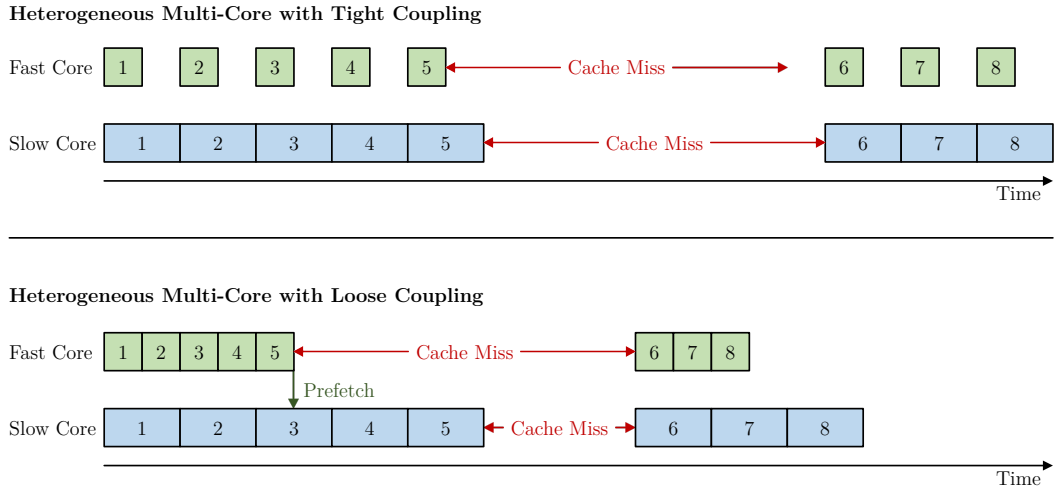 Heterogeneous Multi-Core with Tight Coupling
Fast Core 1 2 3 4 5 Cache Miss 6 7 8
Slow Core 1 2 3 4 5 Cache Miss 6 7 8
Time
Heterogeneous Multi-Core with Loose Coupling
Fast Core 1 2 3 4 5 Cache Miss 6 7 8
Prefetch
Slow Core 1 2 3 4 5 Cache Miss 6 7 8
Time